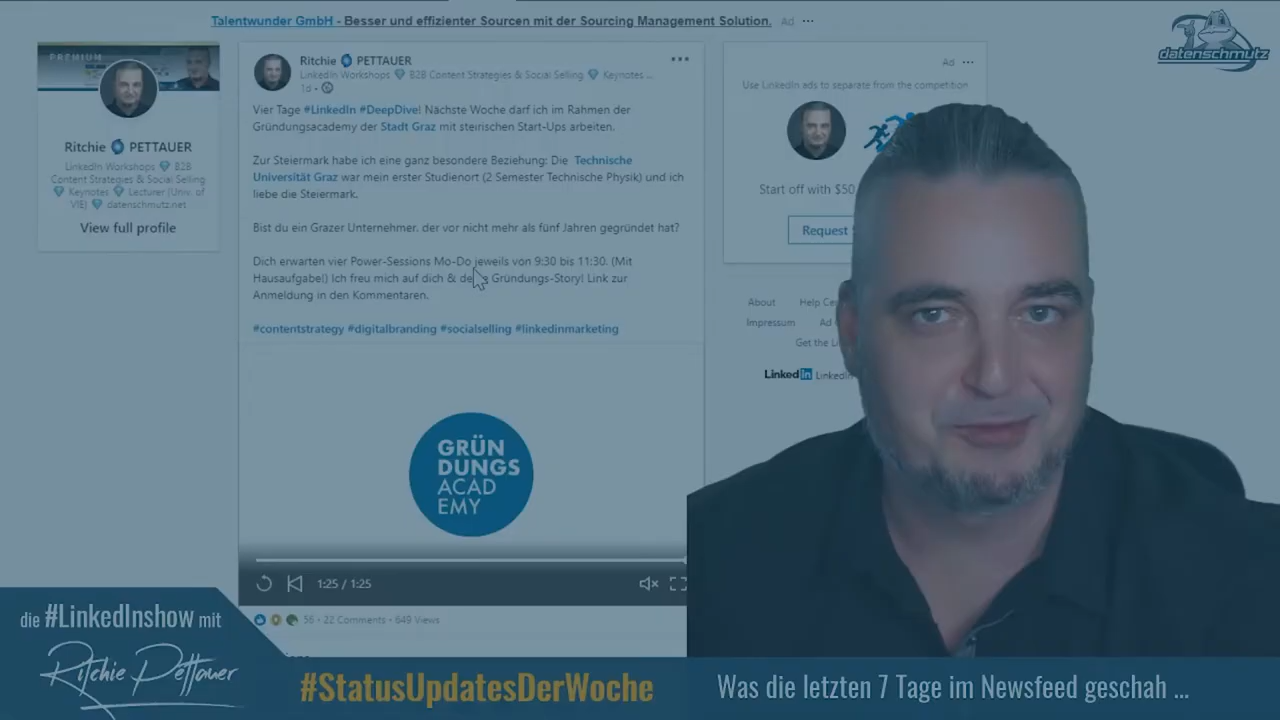 Talentwunder GmbH - Besser und effizienter Sourcen mit der Sourcing Management Solution. Ad ···
datenschmutz
PREMIUM
Ritchie PETTAUER
LinkedIn Workshops 💎 B2B
Content Strategies & Social Selling
💎 Keynotes 💎 Lecturer (Univ. of
VIE) 💎 datenschmutz.net
View full profile
Ritchie PETTAUER
LinkedIn Workshops 💎 B2B Content Strategies & Social Selling 💎 Keynotes ...
1d •
Vier Tage #LinkedIn #DeepDive! Nächste Woche darf ich im Rahmen der
Gründungsacademy der Stadt Graz mit steirischen Start-Ups arbeiten.
Zur Steiermark habe ich eine ganz besondere Beziehung: Die Technische
Universität Graz war mein erster Studienort (2 Semester Technische Physik) und ich
liebe die Steiermark.
Bist du ein Grazer Unternehmer, der vor nicht mehr als fünf Jahren gegründet hat?
Dich erwarten vier Power-Sessions Mo-Do jeweils von 9:30 bis 11:30. (Mit
Hausaufgabe!) Ich freu mich auf dich & de Gründungs-Story! Link zur
Anmeldung in den Kommentaren.
#contentstrategy #digitalbranding #socialselling #linkedinmarketing
GRÜN
DUNGS
ACAD
EMY
1:25 / 1:25
56 • 22 Comments • 649 Views
Ad ···
Use LinkedIn ads to separate from the competition
Start off with $50
Request
About Help Ce
Impressum Ad
Get the Li
LinkedIn LinkedIn
die #LinkedInshow mit
Ritchie Pettauer
#StatusUpdatesDerWoche
Was die letzten 7 Tage im Newsfeed geschah ...